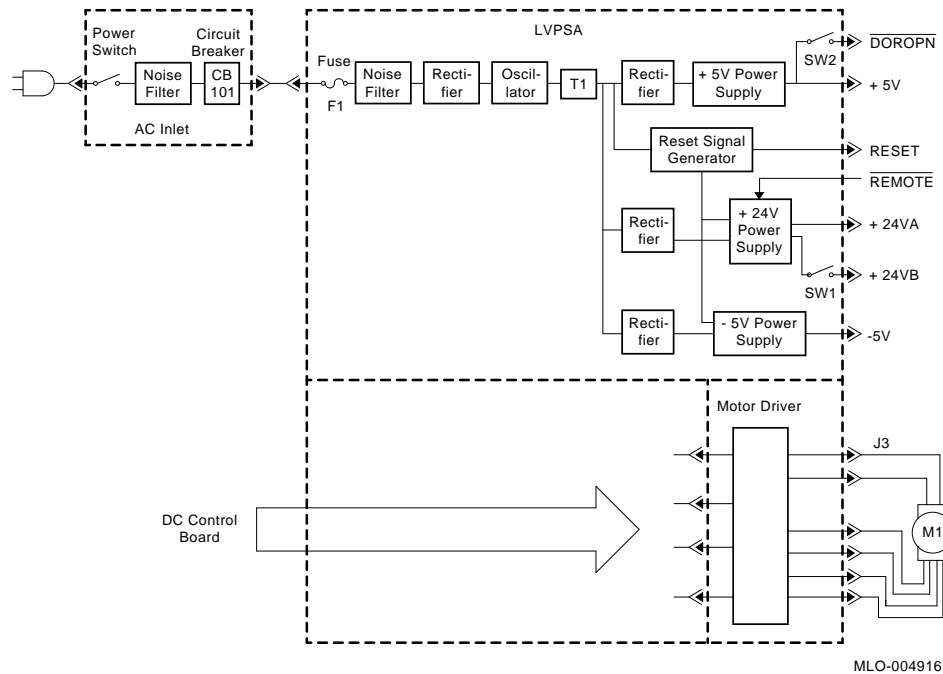 Power
Switch
Circuit
Breaker
Noise
Filter
CB
101
AC Inlet
LVPSA
Fuse
F1
Noise
Filter
Recti-
fier
Oscil-
lator
T1
Recti-
fier
+ 5V Power
Supply
SW2
DOROPN
+ 5V
Reset Signal
Generator
RESET
REMOTE
Recti-
fier
+ 24V
Power
Supply
+ 24VA
+ 24VB
SW1
Recti-
fier
- 5V Power
Supply
-5V
Motor Driver
J3
M1
DC Control
Board
MLO-004916